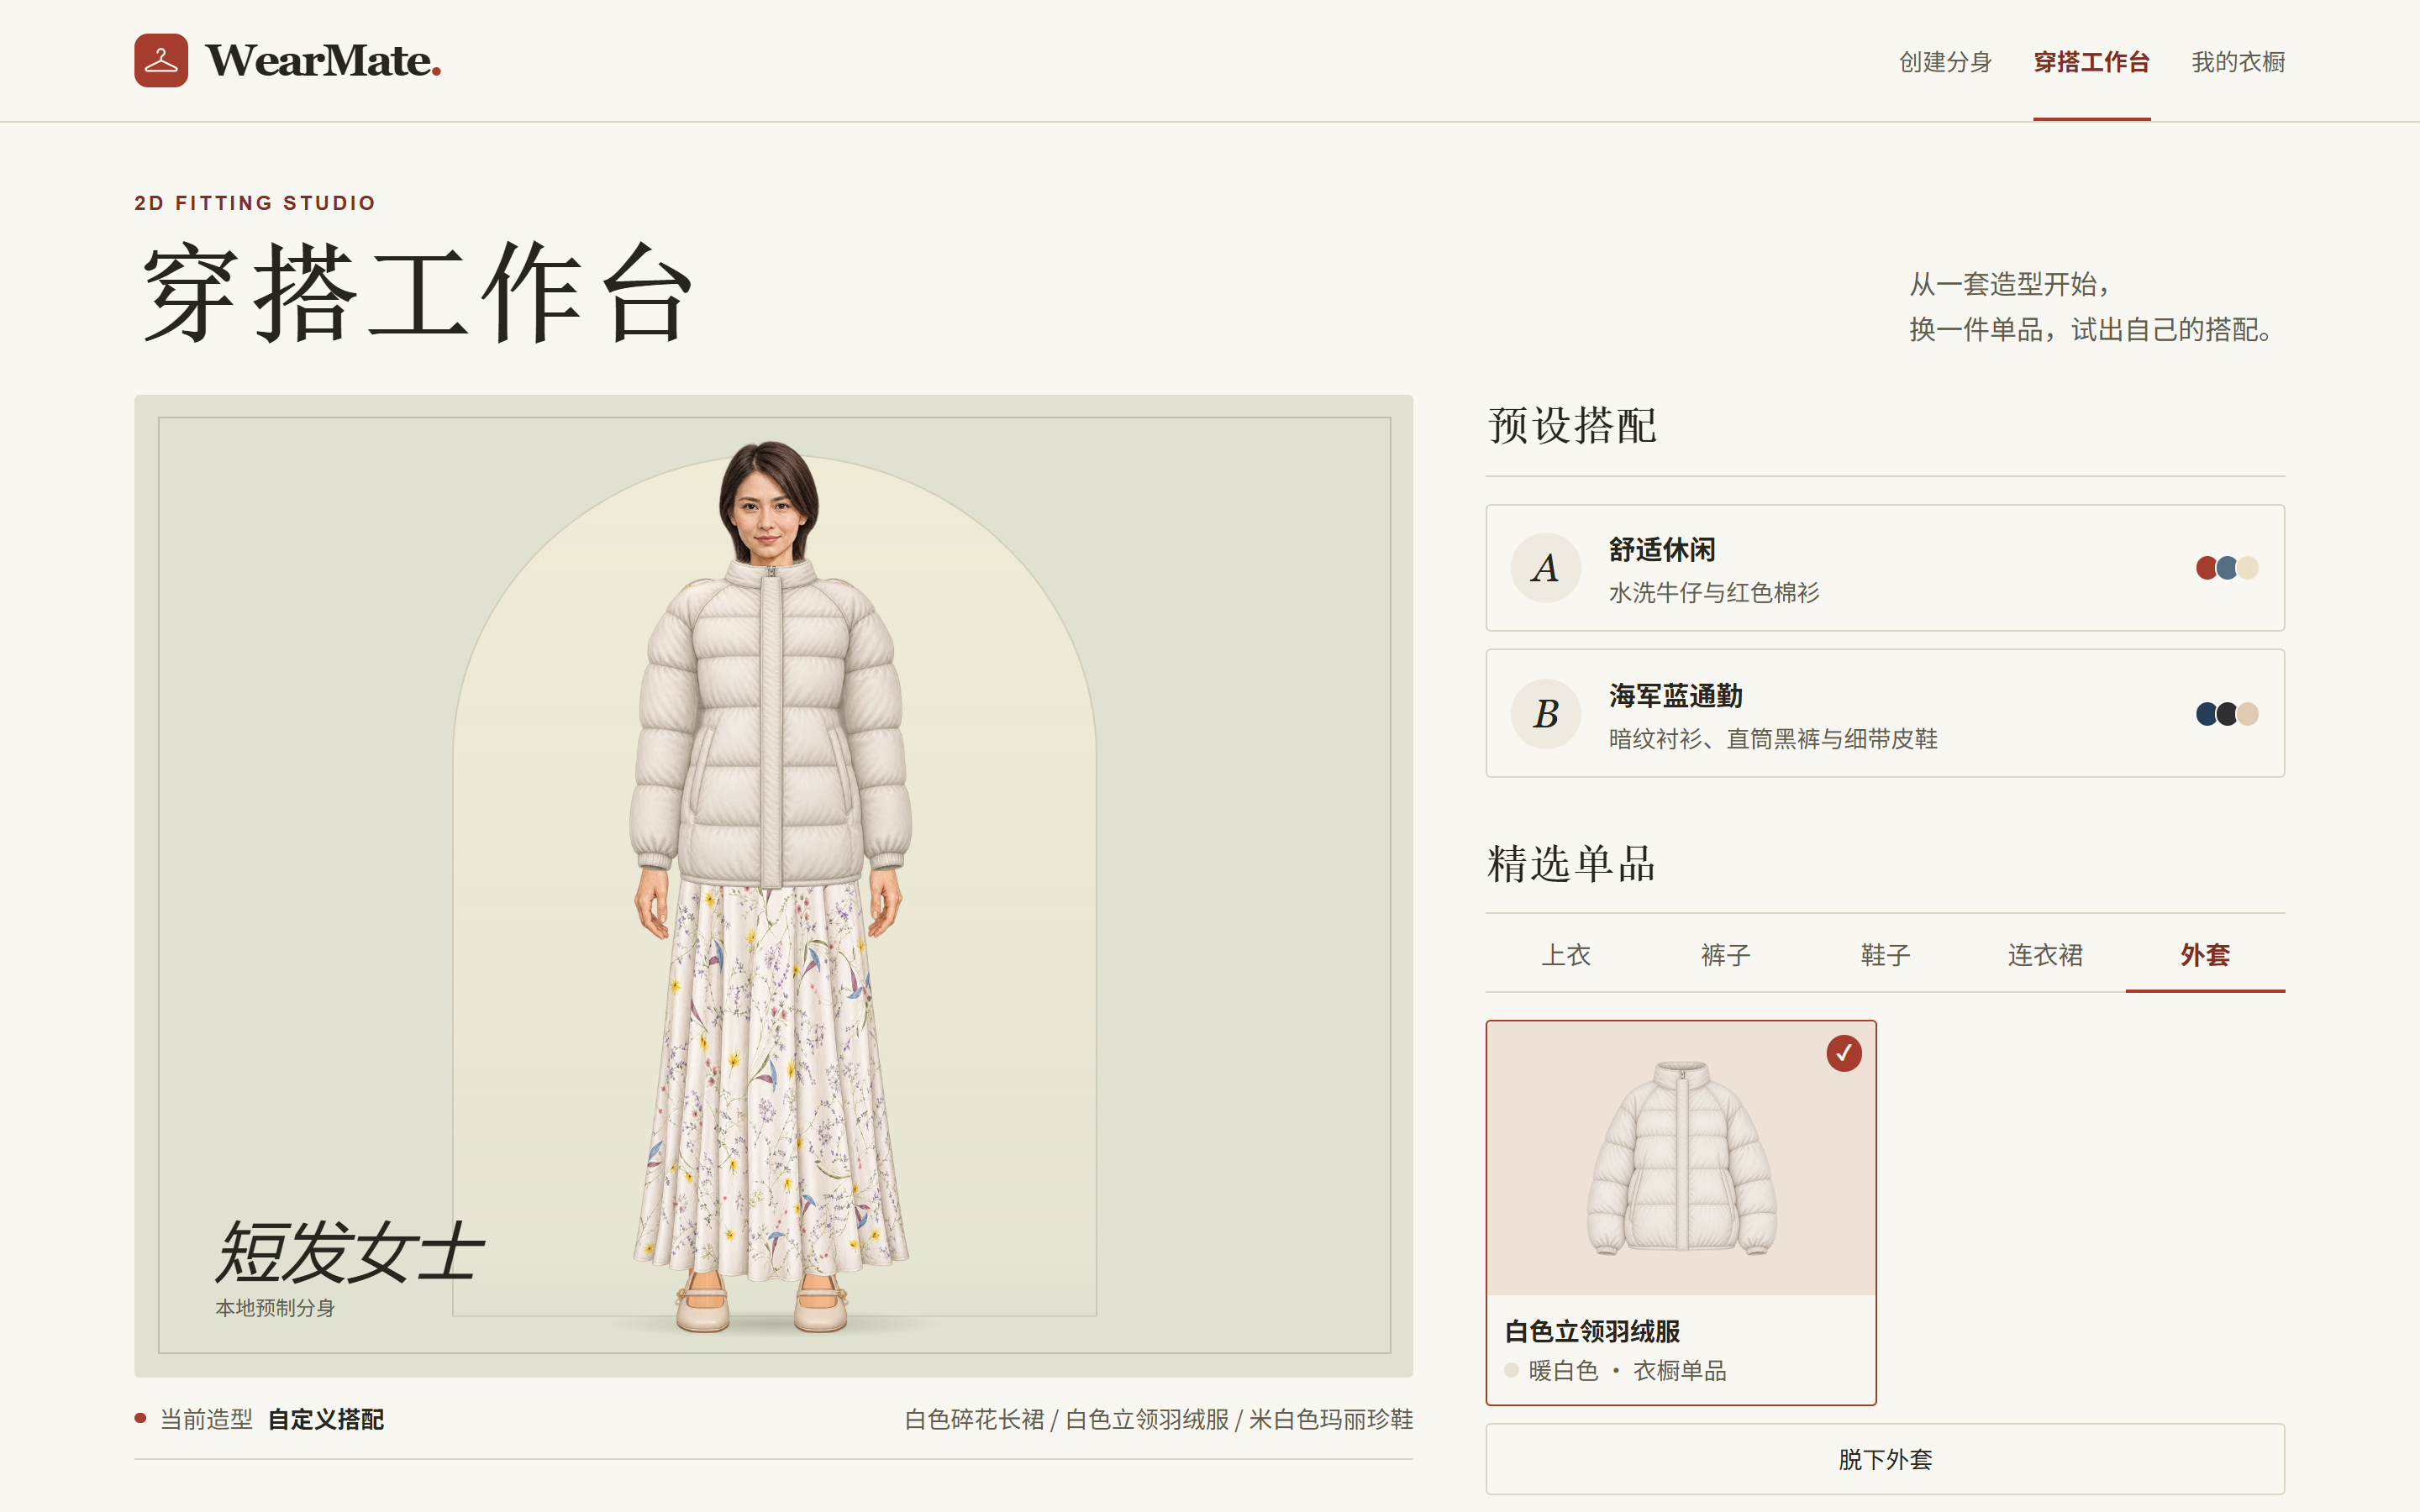 WearMate.
创建分身
穿搭工作台
我的衣橱
2D FITTING STUDIO
穿搭工作台
从一套造型开始，
换一件单品，试出自己的搭配。
短发女士
本地预制分身
当前造型 自定义搭配
白色碎花长裙 / 白色立领羽绒服 / 米白色玛丽珍鞋
预设搭配
A
舒适休闲
水洗牛仔与红色棉衫
B
海军蓝通勤
暗纹衬衫、直筒黑裤与细带皮鞋
精选单品
上衣
裤子
鞋子
连衣裙
外套
白色立领羽绒服
暖白色 · 衣橱单品
脱下外套